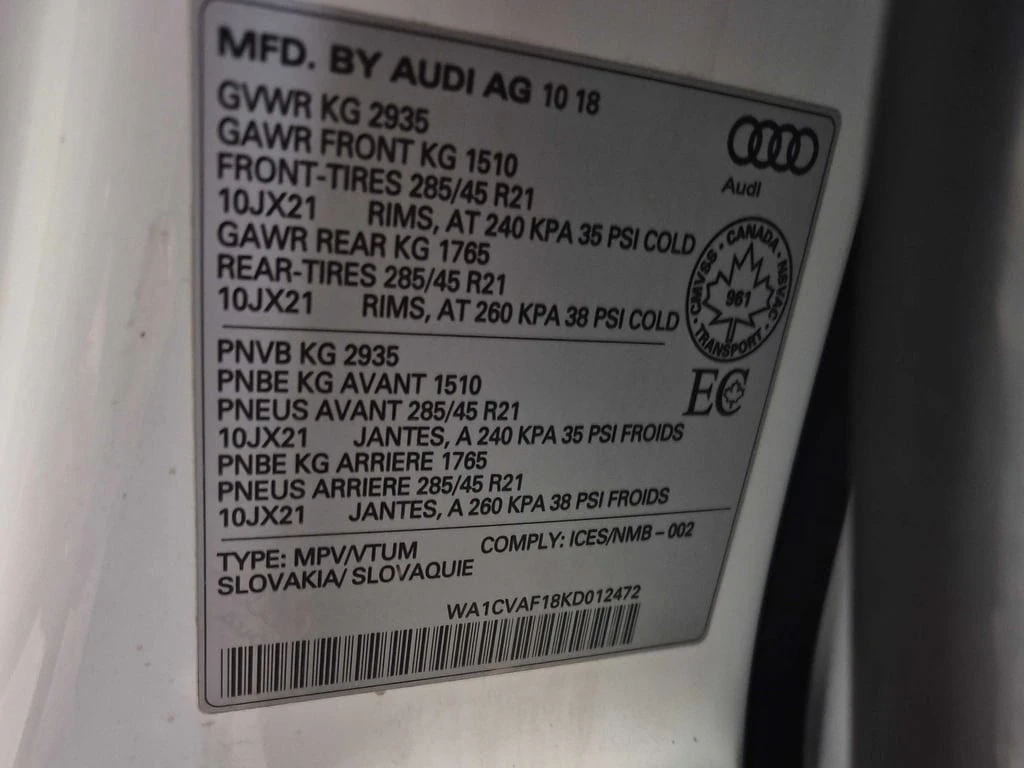 MFD. BY AUDI AG 10 18
GVWR KG 2935
GAWR FRONT KG 1510
FRONT-TIRES 285/45 R21
10JX21 RIMS, AT 240 KPA 35 PSI COLD
GAWR REAR KG 1765
REAR-TIRES 285/45 R21
10JX21 RIMS, AT 260 KPA 38 PSI COLD
Audi
CMVSS · CANADA · NSVAC · TRANSPORT ·
961
EC
PNVB KG 2935
PNBE KG AVANT 1510
PNEUS AVANT 285/45 R21
10JX21 JANTES, A 240 KPA 35 PSI FROIDS
PNBE KG ARRIERE 1765
PNEUS ARRIERE 285/45 R21
10JX21 JANTES, A 260 KPA 38 PSI FROIDS
TYPE: MPV/VTUM COMPLY: ICES/NMB – 002
SLOVAKIA/ SLOVAQUIE
WA1CVAF18KD012472